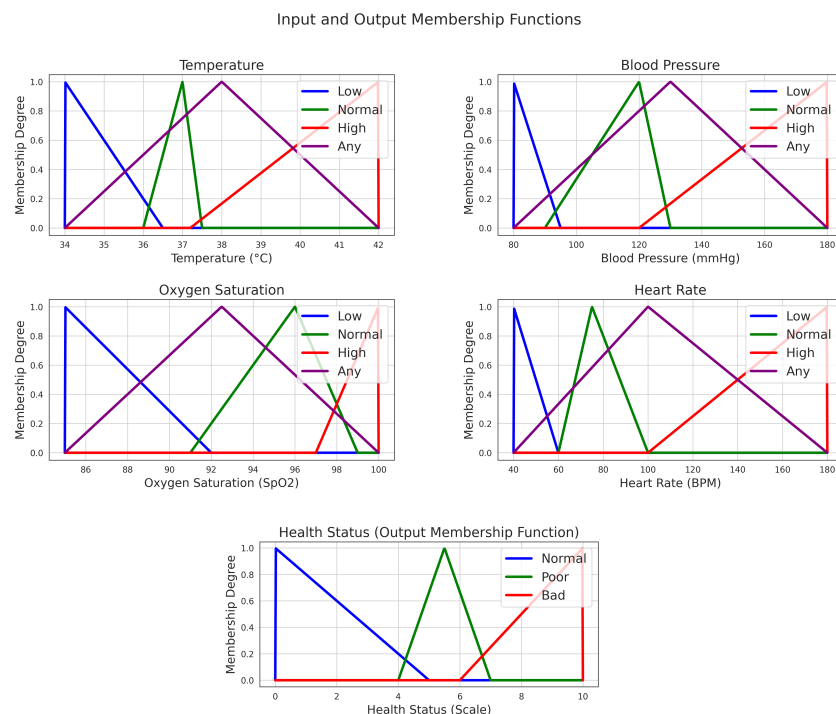 Input and Output Membership Functions
Temperature
Membership Degree
1.0
0.8
0.6
0.4
0.2
0.0
Low
Normal
High
Any
34 35 36 37 38 39 40 41 42
Temperature (°C)
Blood Pressure
Membership Degree
1.0
0.8
0.6
0.4
0.2
0.0
Low
Normal
High
Any
80 100 120 140 160 180
Blood Pressure (mmHg)
Oxygen Saturation
Membership Degree
1.0
0.8
0.6
0.4
0.2
0.0
Low
Normal
High
Any
86 88 90 92 94 96 98 100
Oxygen Saturation (SpO2)
Heart Rate
Membership Degree
1.0
0.8
0.6
0.4
0.2
0.0
Low
Normal
High
Any
40 60 80 100 120 140 160 180
Heart Rate (BPM)
Health Status (Output Membership Function)
Membership Degree
1.0
0.8
0.6
0.4
0.2
0.0
Normal
Poor
Bad
0 2 4 6 8 10
Health Status (Scale)